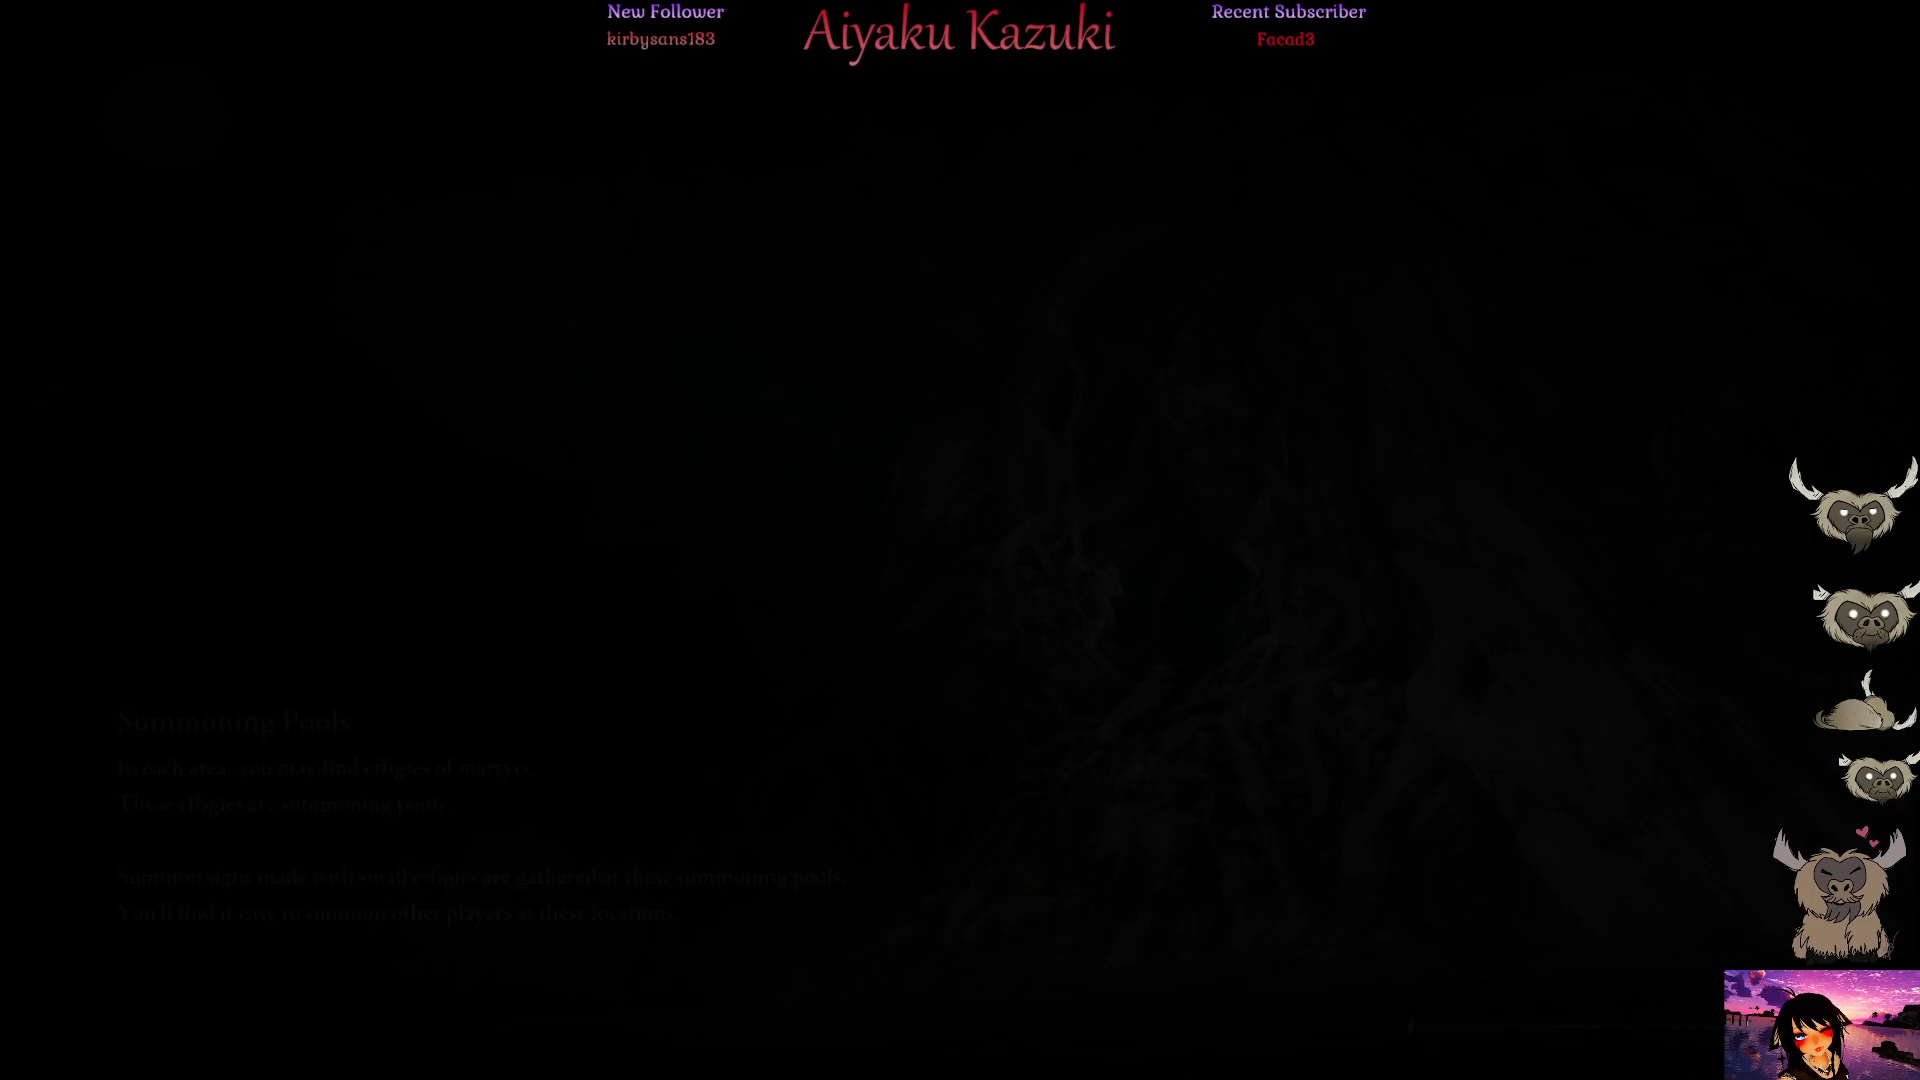 New Follower
kirbysans183
Aiyaku Kazuki
Recent Subscriber
Facad3
Summoning Pools
In each area, you may find effigies of martyrs.
These effigies are summoning pools.
Summon signs made with small effigies are gathered at these summoning pools.
You'll find it easy to summon other players at these locations.